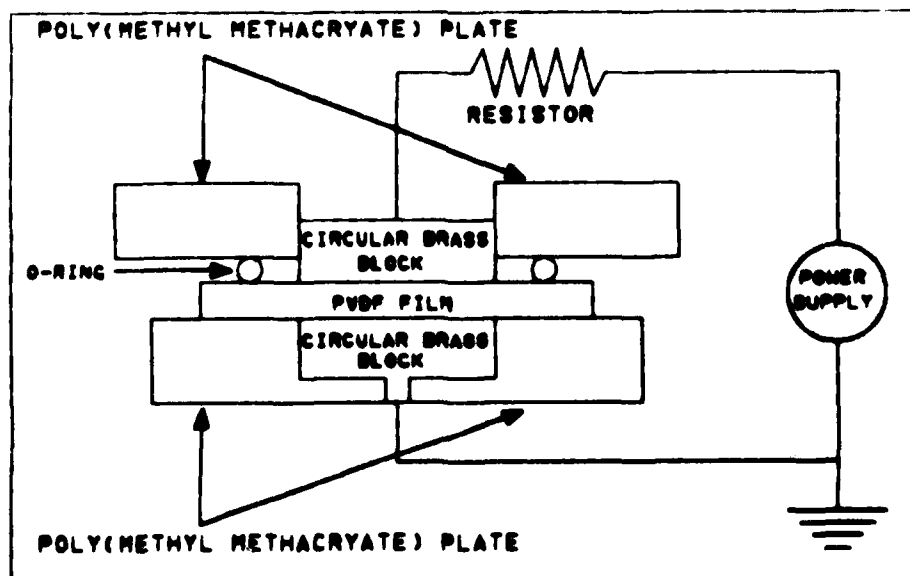 POLY(METHYL METHACRYATE) PLATE
RESISTOR
CIRCULAR BRASS
BLOCK
O-RING
POWER
SUPPLY
PVDF FILM
CIRCULAR BRASS
BLOCK
POLY(METHYL METHACRYATE) PLATE